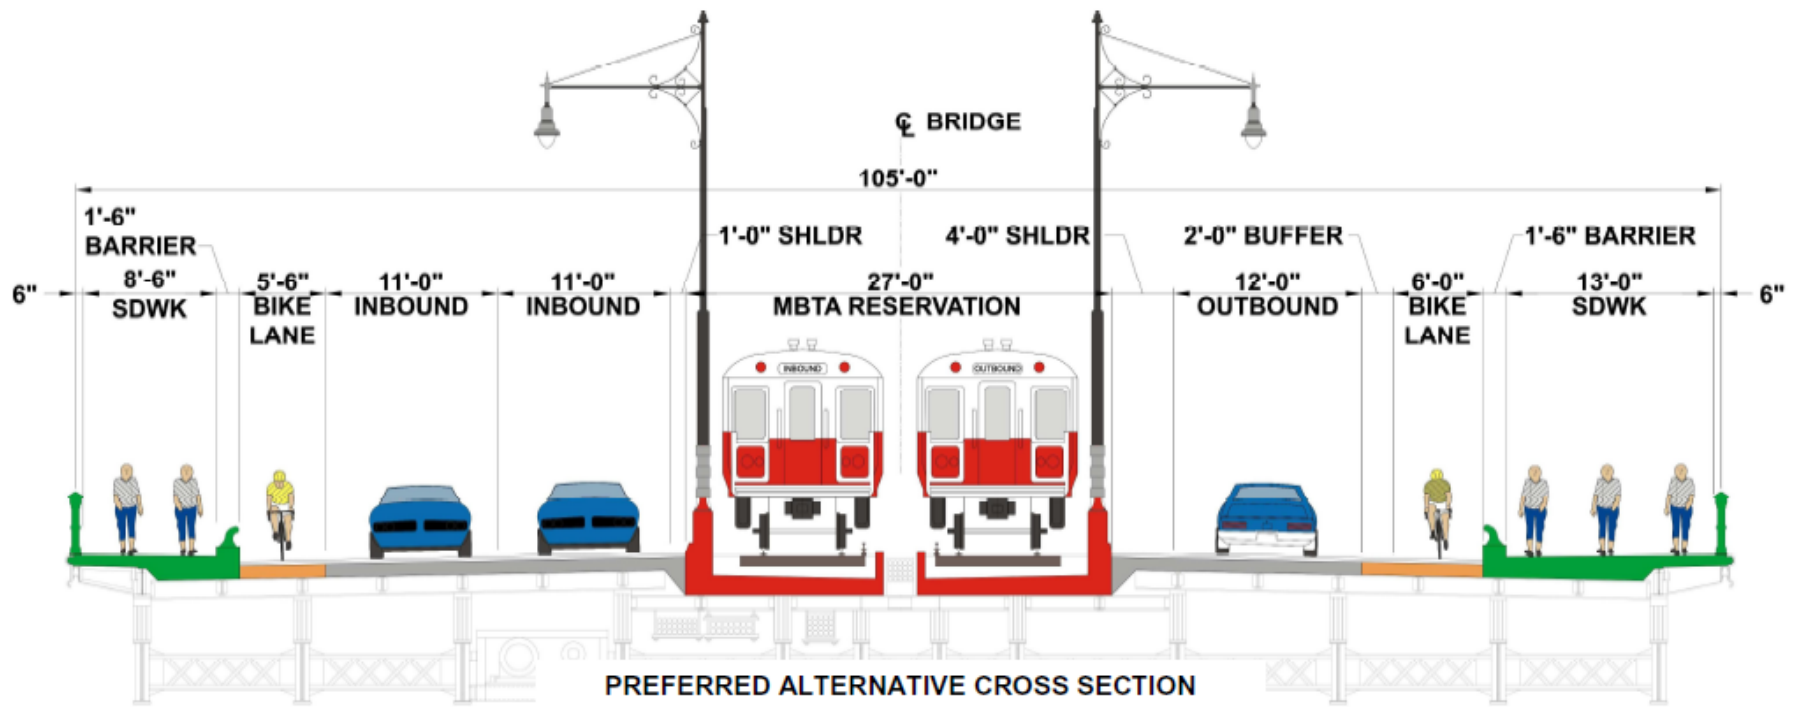 ℄ BRIDGE
105'-0"
1'-6"
BARRIER
1'-0" SHLDR
4'-0" SHLDR
2'-0" BUFFER
1'-6" BARRIER
6"
8'-6"
SDWK
5'-6"
BIKE
LANE
11'-0"
INBOUND
11'-0"
INBOUND
27'-0"
MBTA RESERVATION
12'-0"
OUTBOUND
6'-0"
BIKE
LANE
13'-0"
SDWK
6"
INBOUND
OUTBOUND
PREFERRED ALTERNATIVE CROSS SECTION